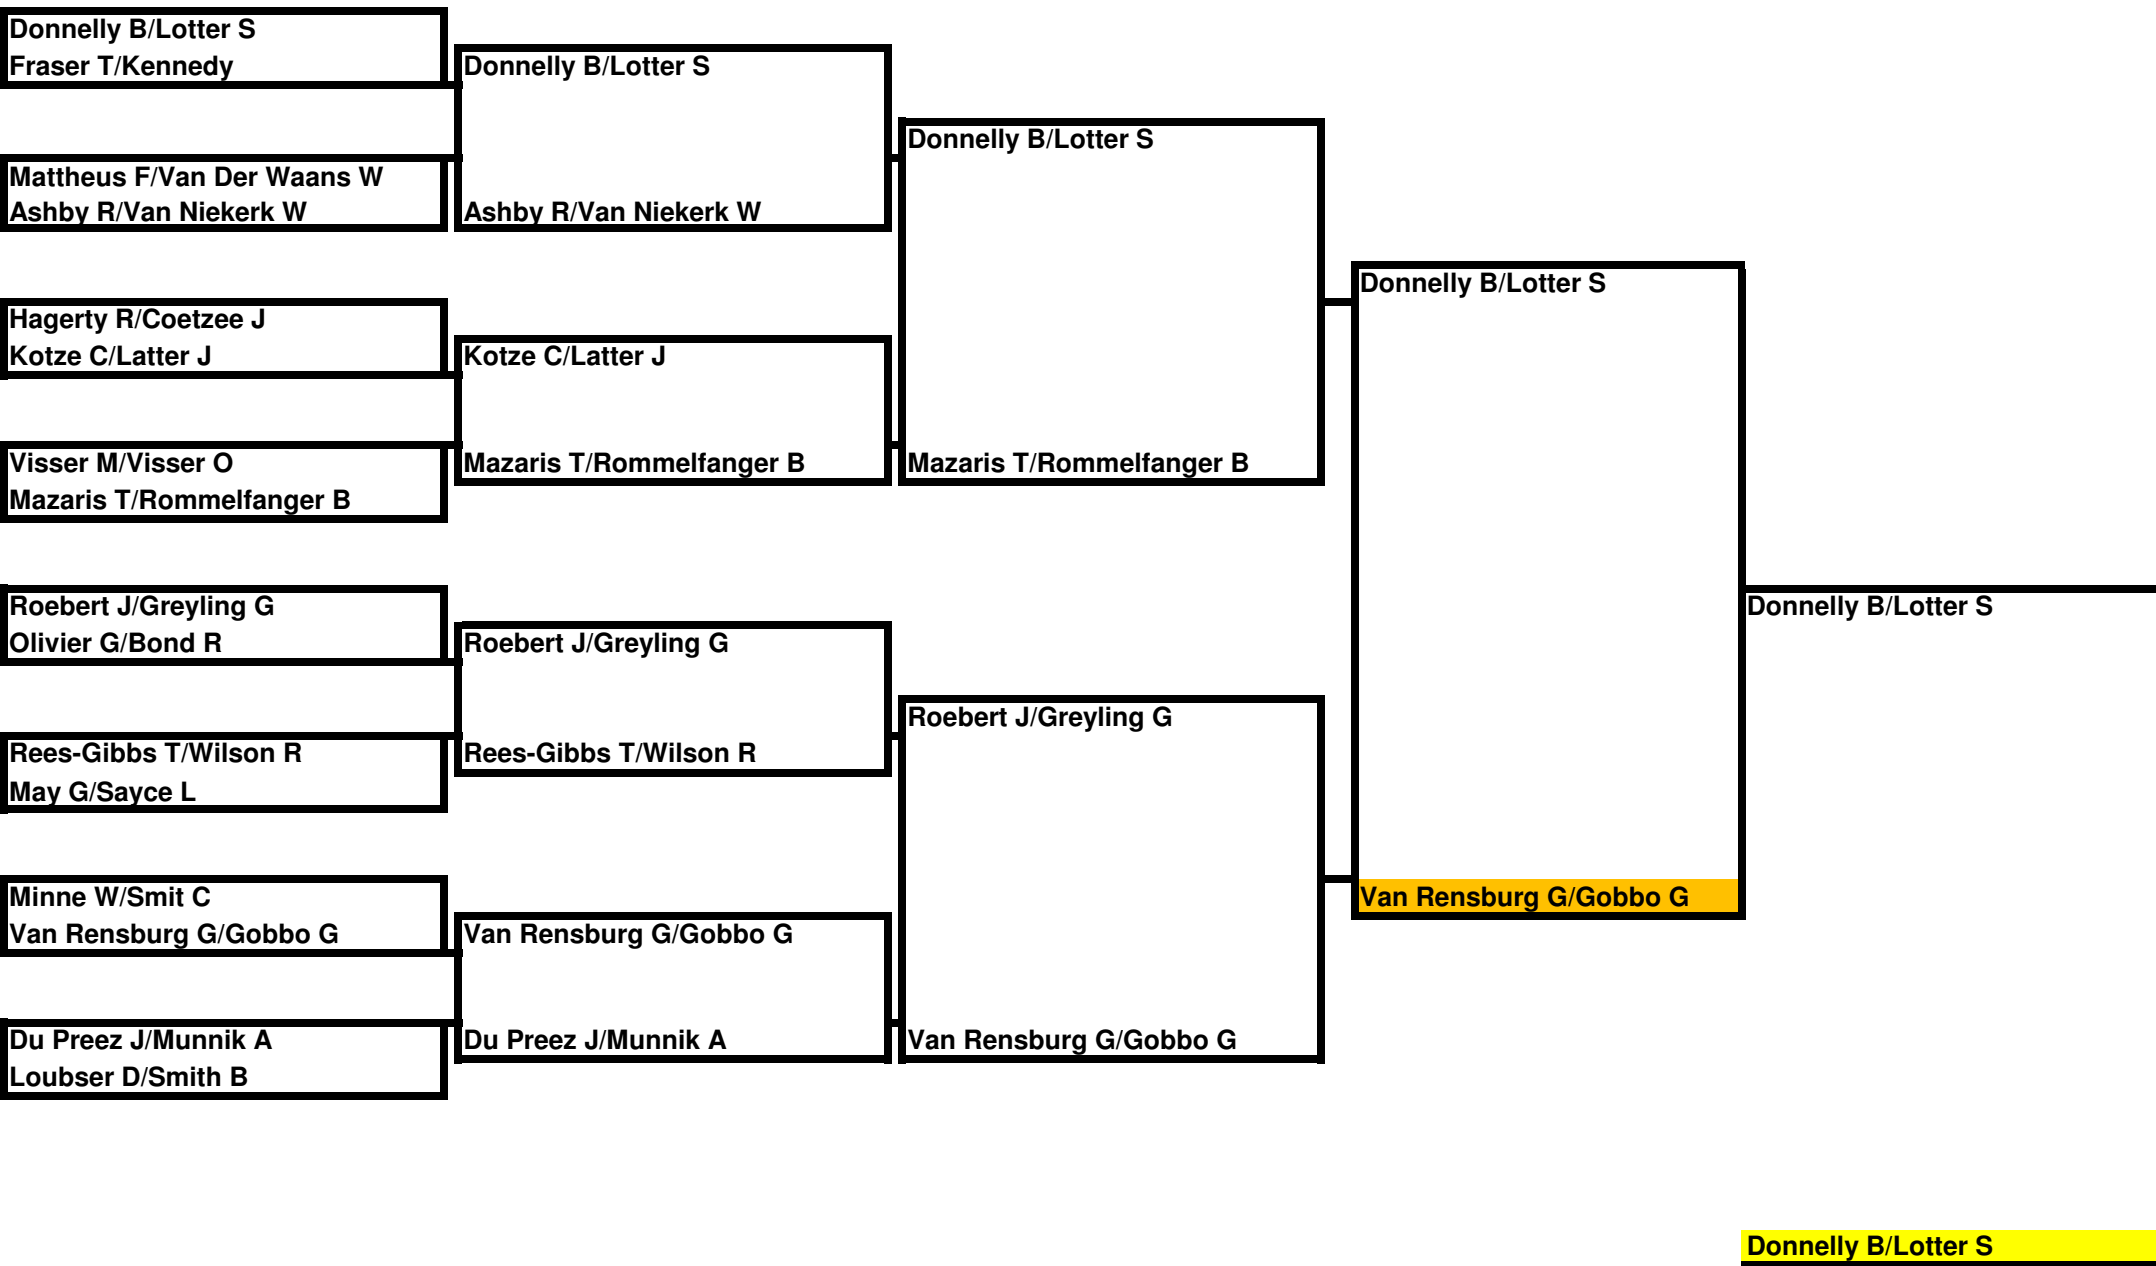 Donnelly B/Lotter S
Fraser T/Kennedy
Mattheus F/Van Der Waans W
Ashby R/Van Niekerk W
Hagerty R/Coetzee J
Kotze C/Latter J
Visser M/Visser O
Mazaris T/Rommelfanger B
Roebert J/Greyling G
Olivier G/Bond R
Rees-Gibbs T/Wilson R
May G/Sayce L
Minne W/Smit C
Van Rensburg G/Gobbo G
Du Preez J/Munnik A
Loubser D/Smith B
Donnelly B/Lotter S
Ashby R/Van Niekerk W
Kotze C/Latter J
Mazaris T/Rommelfanger B
Roebert J/Greyling G
Rees-Gibbs T/Wilson R
Van Rensburg G/Gobbo G
Du Preez J/Munnik A
Donnelly B/Lotter S
Mazaris T/Rommelfanger B
Roebert J/Greyling G
Van Rensburg G/Gobbo G
Donnelly B/Lotter S
Van Rensburg G/Gobbo G
Donnelly B/Lotter S
Donnelly B/Lotter S